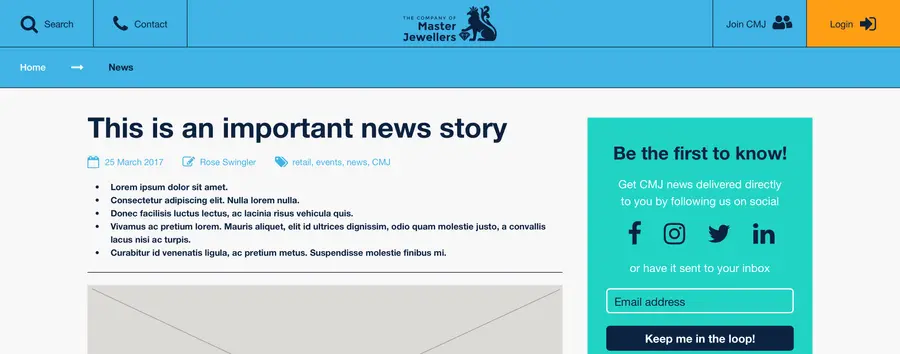 Search
Contact
THE COMPANY OF
Master
Jewellers
Join CMJ
Login
Home
News
This is an important news story
25 March 2017
Rose Swingler
retail, events, news, CMJ
• Lorem ipsum dolor sit amet.
• Consectetur adipiscing elit. Nulla lorem nulla.
• Donec facilisis luctus lectus, ac lacinia risus vehicula quis.
• Vivamus ac pretium lorem. Mauris aliquet, elit id ultrices dignissim, odio quam molestie justo, a convallis
lacus nisi ac turpis.
• Curabitur id venenatis ligula, ac pretium metus. Suspendisse molestie finibus mi.
Be the first to know!
Get CMJ news delivered directly
to you by following us on social
or have it sent to your inbox
Email address
Keep me in the loop!